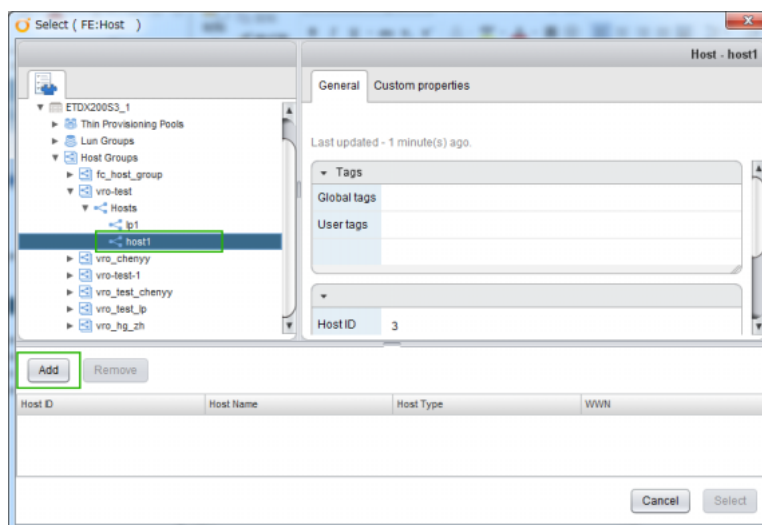 Select ( FE:Host )
Host - host1
ETDX200S3_1
Thin Provisioning Pools
Lun Groups
Host Groups
fc_host_group
vro-test
Hosts
lp1
host1
vro_chenyy
vro-test-1
vro_test_chenyy
vro_test_lp
vro_hg_zh
General Custom properties
Last updated - 1 minute(s) ago.
Tags
Global tags
User tags
Host ID 3
Add Remove
Host ID Host Name Host Type WWN
Cancel Select